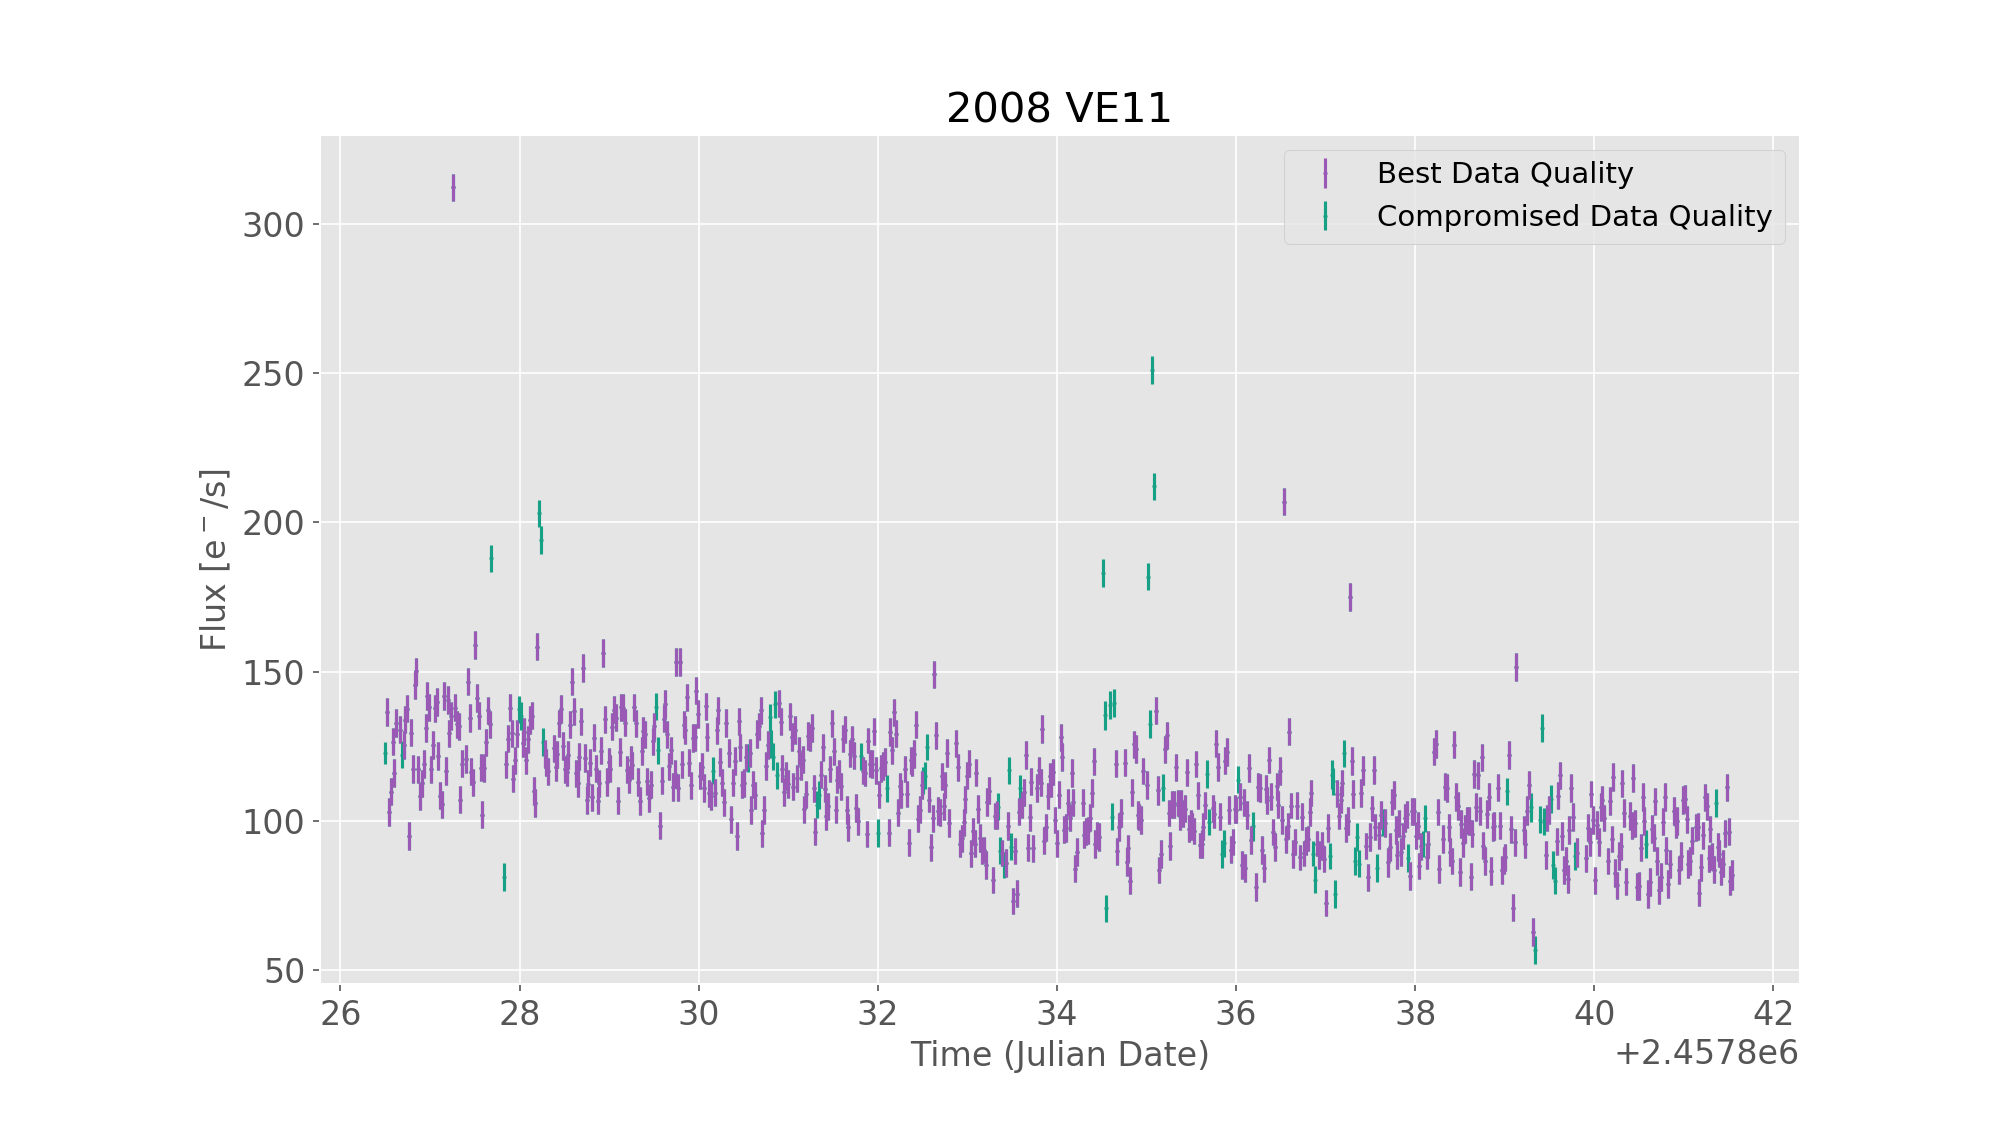 2008 VE11
Best Data Quality
Compromised Data Quality
Flux [e⁻/s]
300
250
200
150
100
50
26 28 30 32 34 36 38 40 42
Time (Julian Date)
+2.4578e6